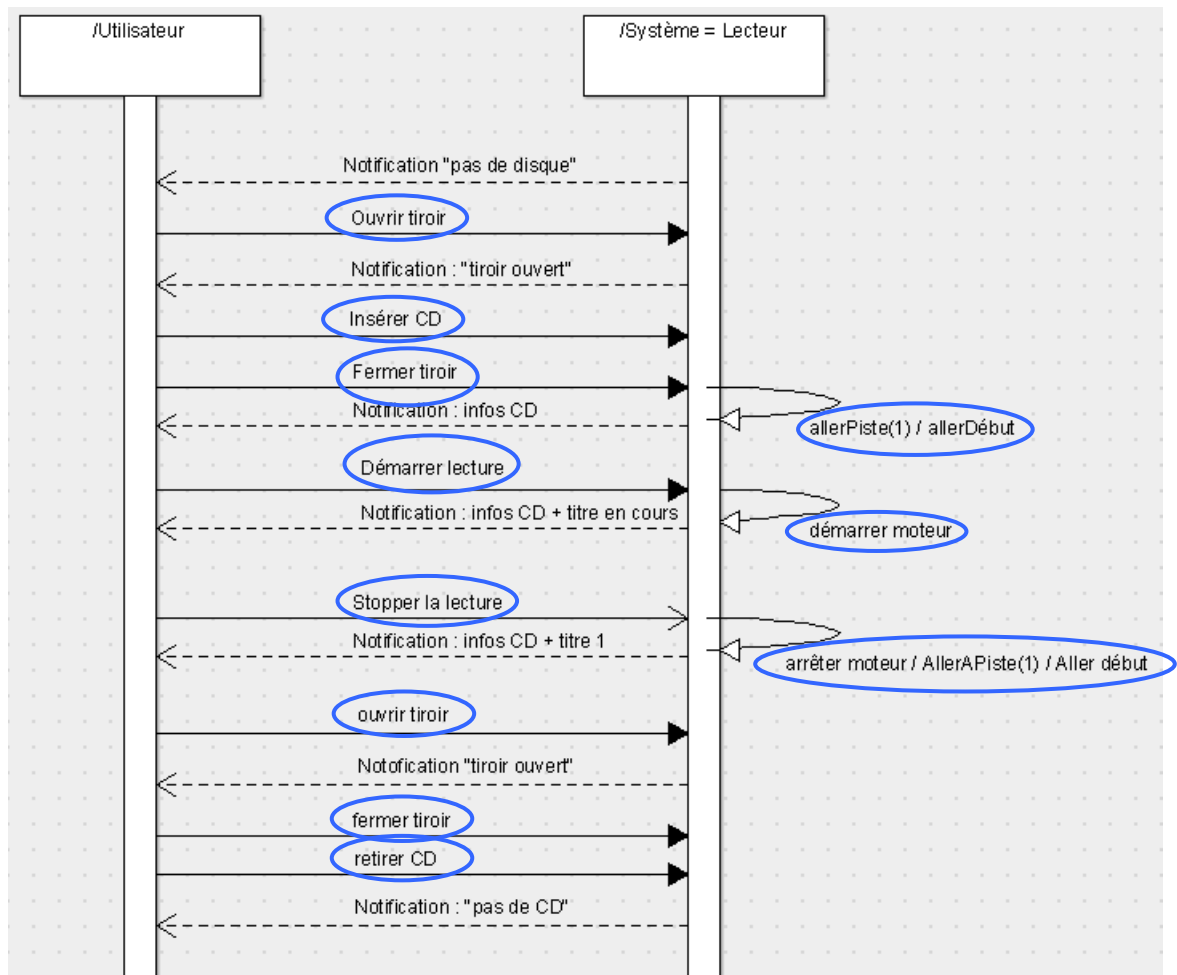 /Utilisateur
/Système = Lecteur
Notification "pas de disque"
Ouvrir tiroir
Notification : "tiroir ouvert"
Insérer CD
Fermer tiroir
Notification : infos CD
allerPiste(1) / allerDébut
Démarrer lecture
Notification : infos CD + titre en cours
démarrer moteur
Stopper la lecture
Notification : infos CD + titre 1
arrêter moteur / AllerAPiste(1) / Aller début
ouvrir tiroir
Notofication "tiroir ouvert"
fermer tiroir
retirer CD
Notification : "pas de CD"